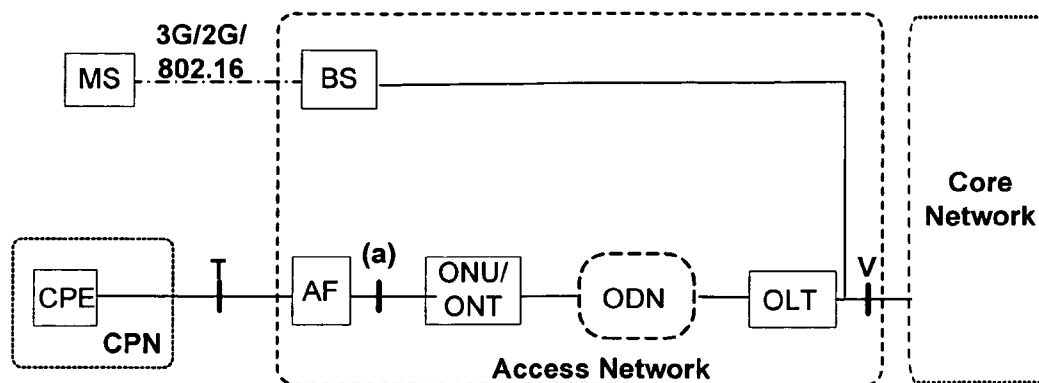 3G/2G/
802.16
MS
BS
Core
Network
(a)
T
V
CPE
AF
ONU/
ONT
ODN
OLT
CPN
Access Network